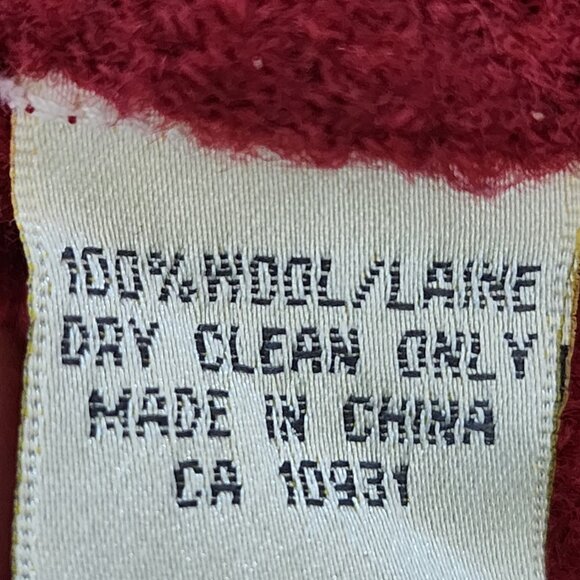 100% WOOL/LAINE
DRY CLEAN ONLY
MADE IN CHINA
CA 10931